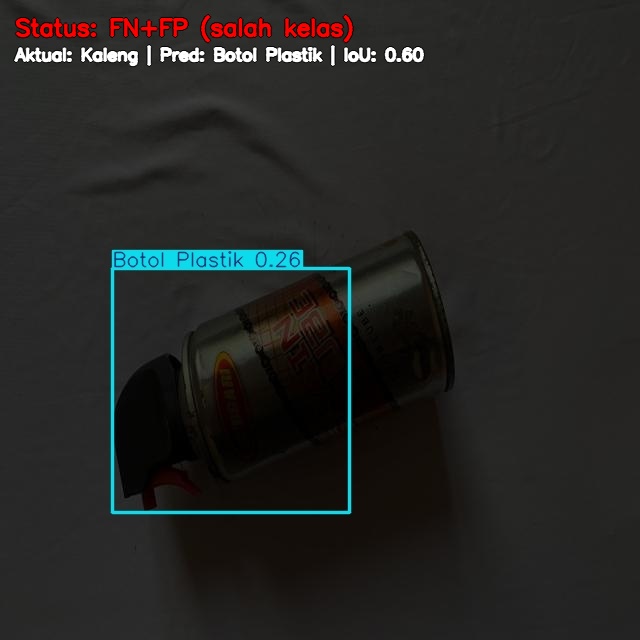 Status: FN+FP (salah kelas)
Aktual: Kaleng | Pred: Botol Plastik | IoU: 0.60
Botol Plastik 0.26